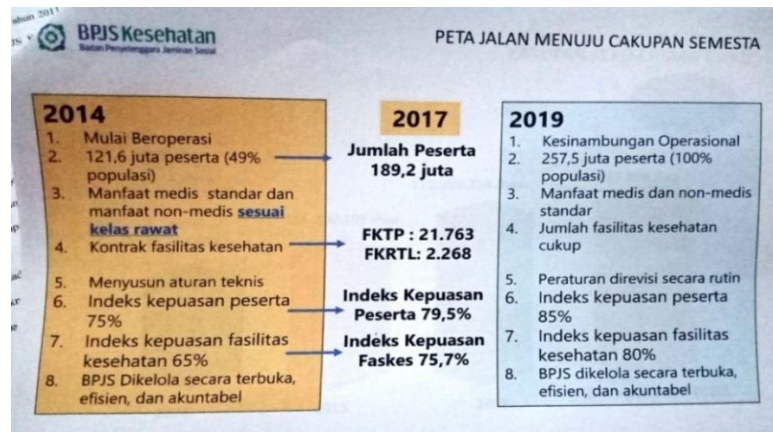 ahun 2011
BPJS Kesehatan
Badan Penyelenggara Jaminan Sosial
PETA JALAN MENUJU CAKUPAN SEMESTA
2014
1. Mulai Beroperasi
2. 121,6 juta peserta (49%
populasi)
3. Manfaat medis standar dan
manfaat non-medis sesuai
kelas rawat
4. Kontrak fasilitas kesehatan
5. Menyusun aturan teknis
6. Indeks kepuasan peserta
75%
7. Indeks kepuasan fasilitas
kesehatan 65%
8. BPJS Dikelola secara terbuka,
efisien, dan akuntabel
2017
Jumlah Peserta
189,2 juta
FKTP : 21.763
FKRTL: 2.268
Indeks Kepuasan
Peserta 79,5%
Indeks Kepuasan
Faskes 75,7%
2019
1. Kesinambungan Operasional
2. 257,5 juta peserta (100%
populasi)
3. Manfaat medis dan non-medis
standar
4. Jumlah fasilitas kesehatan
cukup
5. Peraturan direvisi secara rutin
6. Indeks kepuasan peserta
85%
7. Indeks kepuasan fasilitas
kesehatan 80%
8. BPJS dikelola secara terbuka,
efisien, dan akuntabel